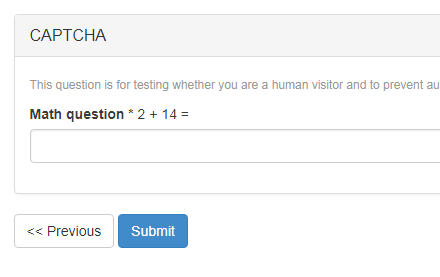 CAPTCHA
This question is for testing whether you are a human visitor and to prevent au
Math question * 2 + 14 =
<< Previous
Submit